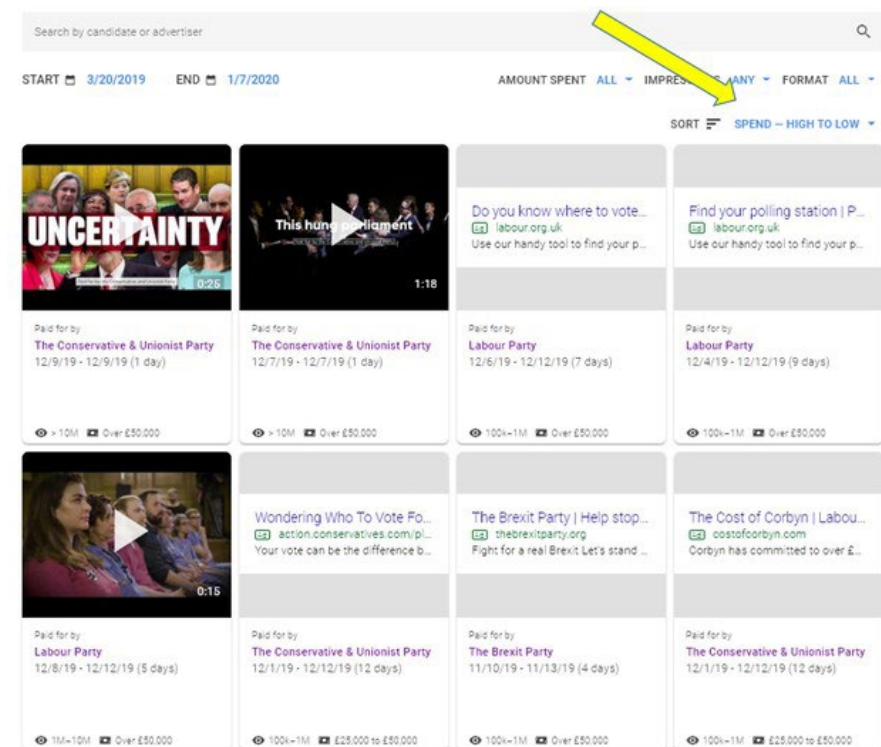 Search by candidate or advertiser
START 3/20/2019 END 1/7/2020 AMOUNT SPENT ALL IMPRES S ANY FORMAT ALL
SORT SPEND – HIGH TO LOW
UNCERTAINTY
0:25
This hung parliament
1:18
Do you know where to vote...
Ad labour.org.uk
Use our handy tool to find your p...
Find your polling station | P...
Ad labour.org.uk
Use our handy tool to find your p...
Paid for by
The Conservative & Unionist Party
12/9/19 - 12/9/19 (1 day)
> 10M Over £50,000
Paid for by
The Conservative & Unionist Party
12/7/19 - 12/7/19 (1 day)
> 10M Over £50,000
Paid for by
Labour Party
12/6/19 - 12/12/19 (7 days)
100k–1M Over £50,000
Paid for by
Labour Party
12/4/19 - 12/12/19 (9 days)
100k–1M Over £50,000
0:15
Wondering Who To Vote Fo...
Ad action.conservatives.com/pl...
Your vote can be the difference b...
The Brexit Party | Help stop...
Ad thebrexitparty.org
Fight for a real Brexit Let's stand ...
The Cost of Corbyn | Labou...
Ad costofcorbyn.com
Corbyn has committed to over £...
Paid for by
Labour Party
12/8/19 - 12/12/19 (5 days)
1M–10M Over £50,000
Paid for by
The Conservative & Unionist Party
12/1/19 - 12/12/19 (12 days)
100k–1M £25,000 to £50,000
Paid for by
The Brexit Party
11/10/19 - 11/13/19 (4 days)
100k–1M Over £50,000
Paid for by
The Conservative & Unionist Party
12/1/19 - 12/12/19 (12 days)
100k–1M £25,000 to £50,000